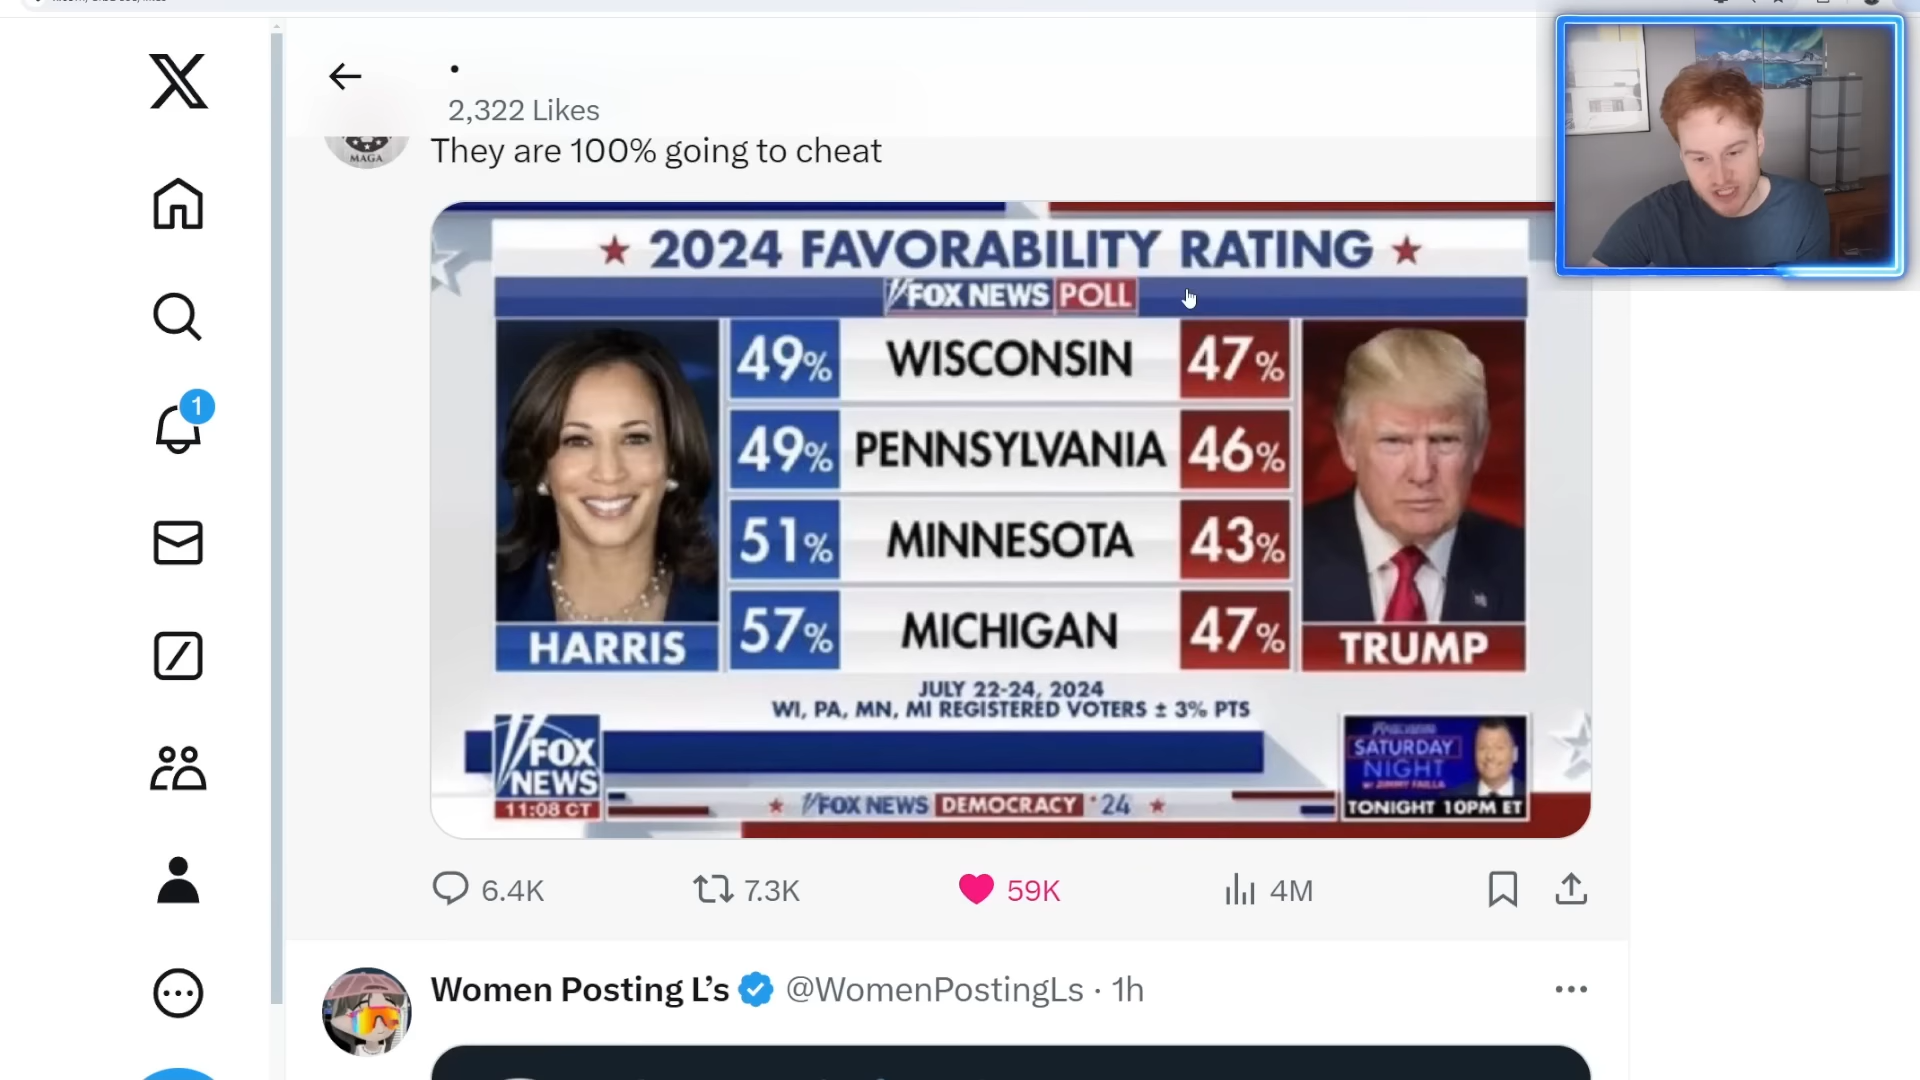 2,322 Likes
MAGA
They are 100% going to cheat
2024 FAVORABILITY RATING
FOX NEWS POLL
49% WISCONSIN 47%
49% PENNSYLVANIA 46%
51% MINNESOTA 43%
57% MICHIGAN 47%
HARRIS
TRUMP
JULY 22-24, 2024
WI, PA, MN, MI REGISTERED VOTERS ± 3% PTS
FOX
NEWS
11:08 CT
SATURDAY
NIGHT
W/ JIMMY FAILLA
TONIGHT 10PM ET
FOX NEWS DEMOCRACY '24
6.4K 7.3K 59K 4M
1
Women Posting L's @WomenPostingLs · 1h